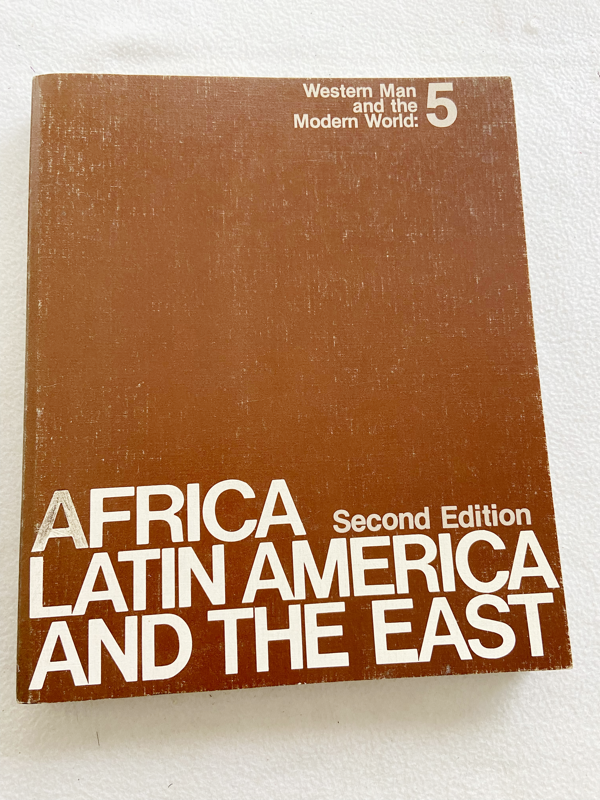 Western Man
and the
Modern World: 5
AFRICA Second Edition
LATIN AMERICA
AND THE EAST